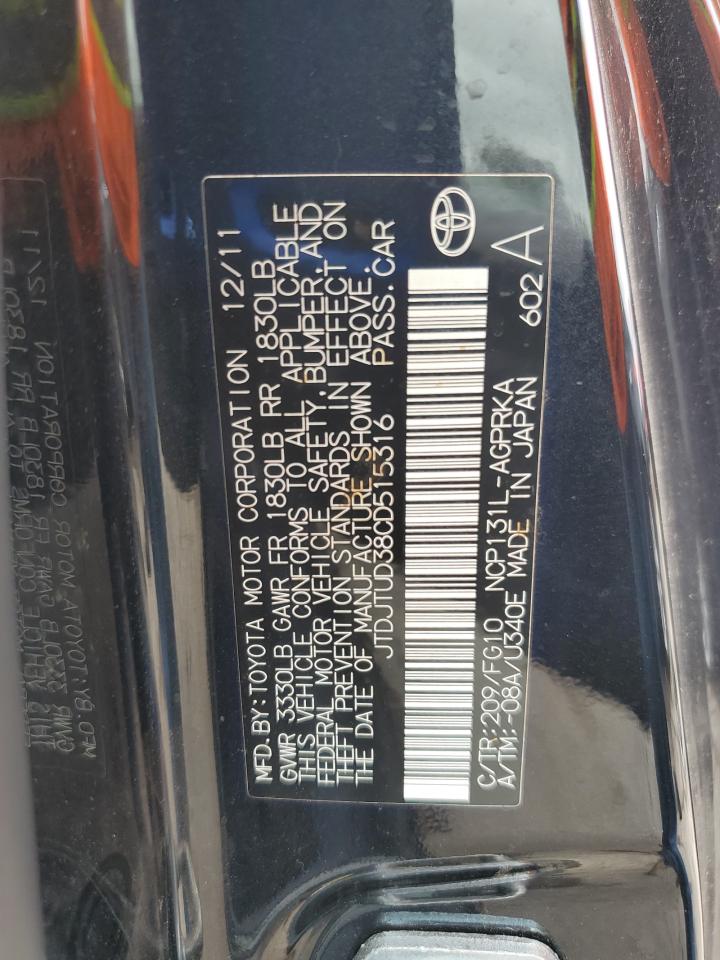 MFD.BY:TOYOTA MOTOR CORPORATION 12/11
GVWR 3330LB GAWR FR 1830LB RR 1830LB
THIS VEHICLE CONFORMS TO ALL APPLICABLE
FEDERAL MOTOR VEHICLE SAFETY, BUMPER, AND
THEFT PREVENTION STANDARDS IN EFFECT ON
THE DATE OF MANUFACTURE SHOWN ABOVE.
JTDJTUD38CD515316 PASS.CAR
C/TR:209/FG10 NCP131L-AGPRKA
A/TM:-08A/U340E MADE IN JAPAN 602 A